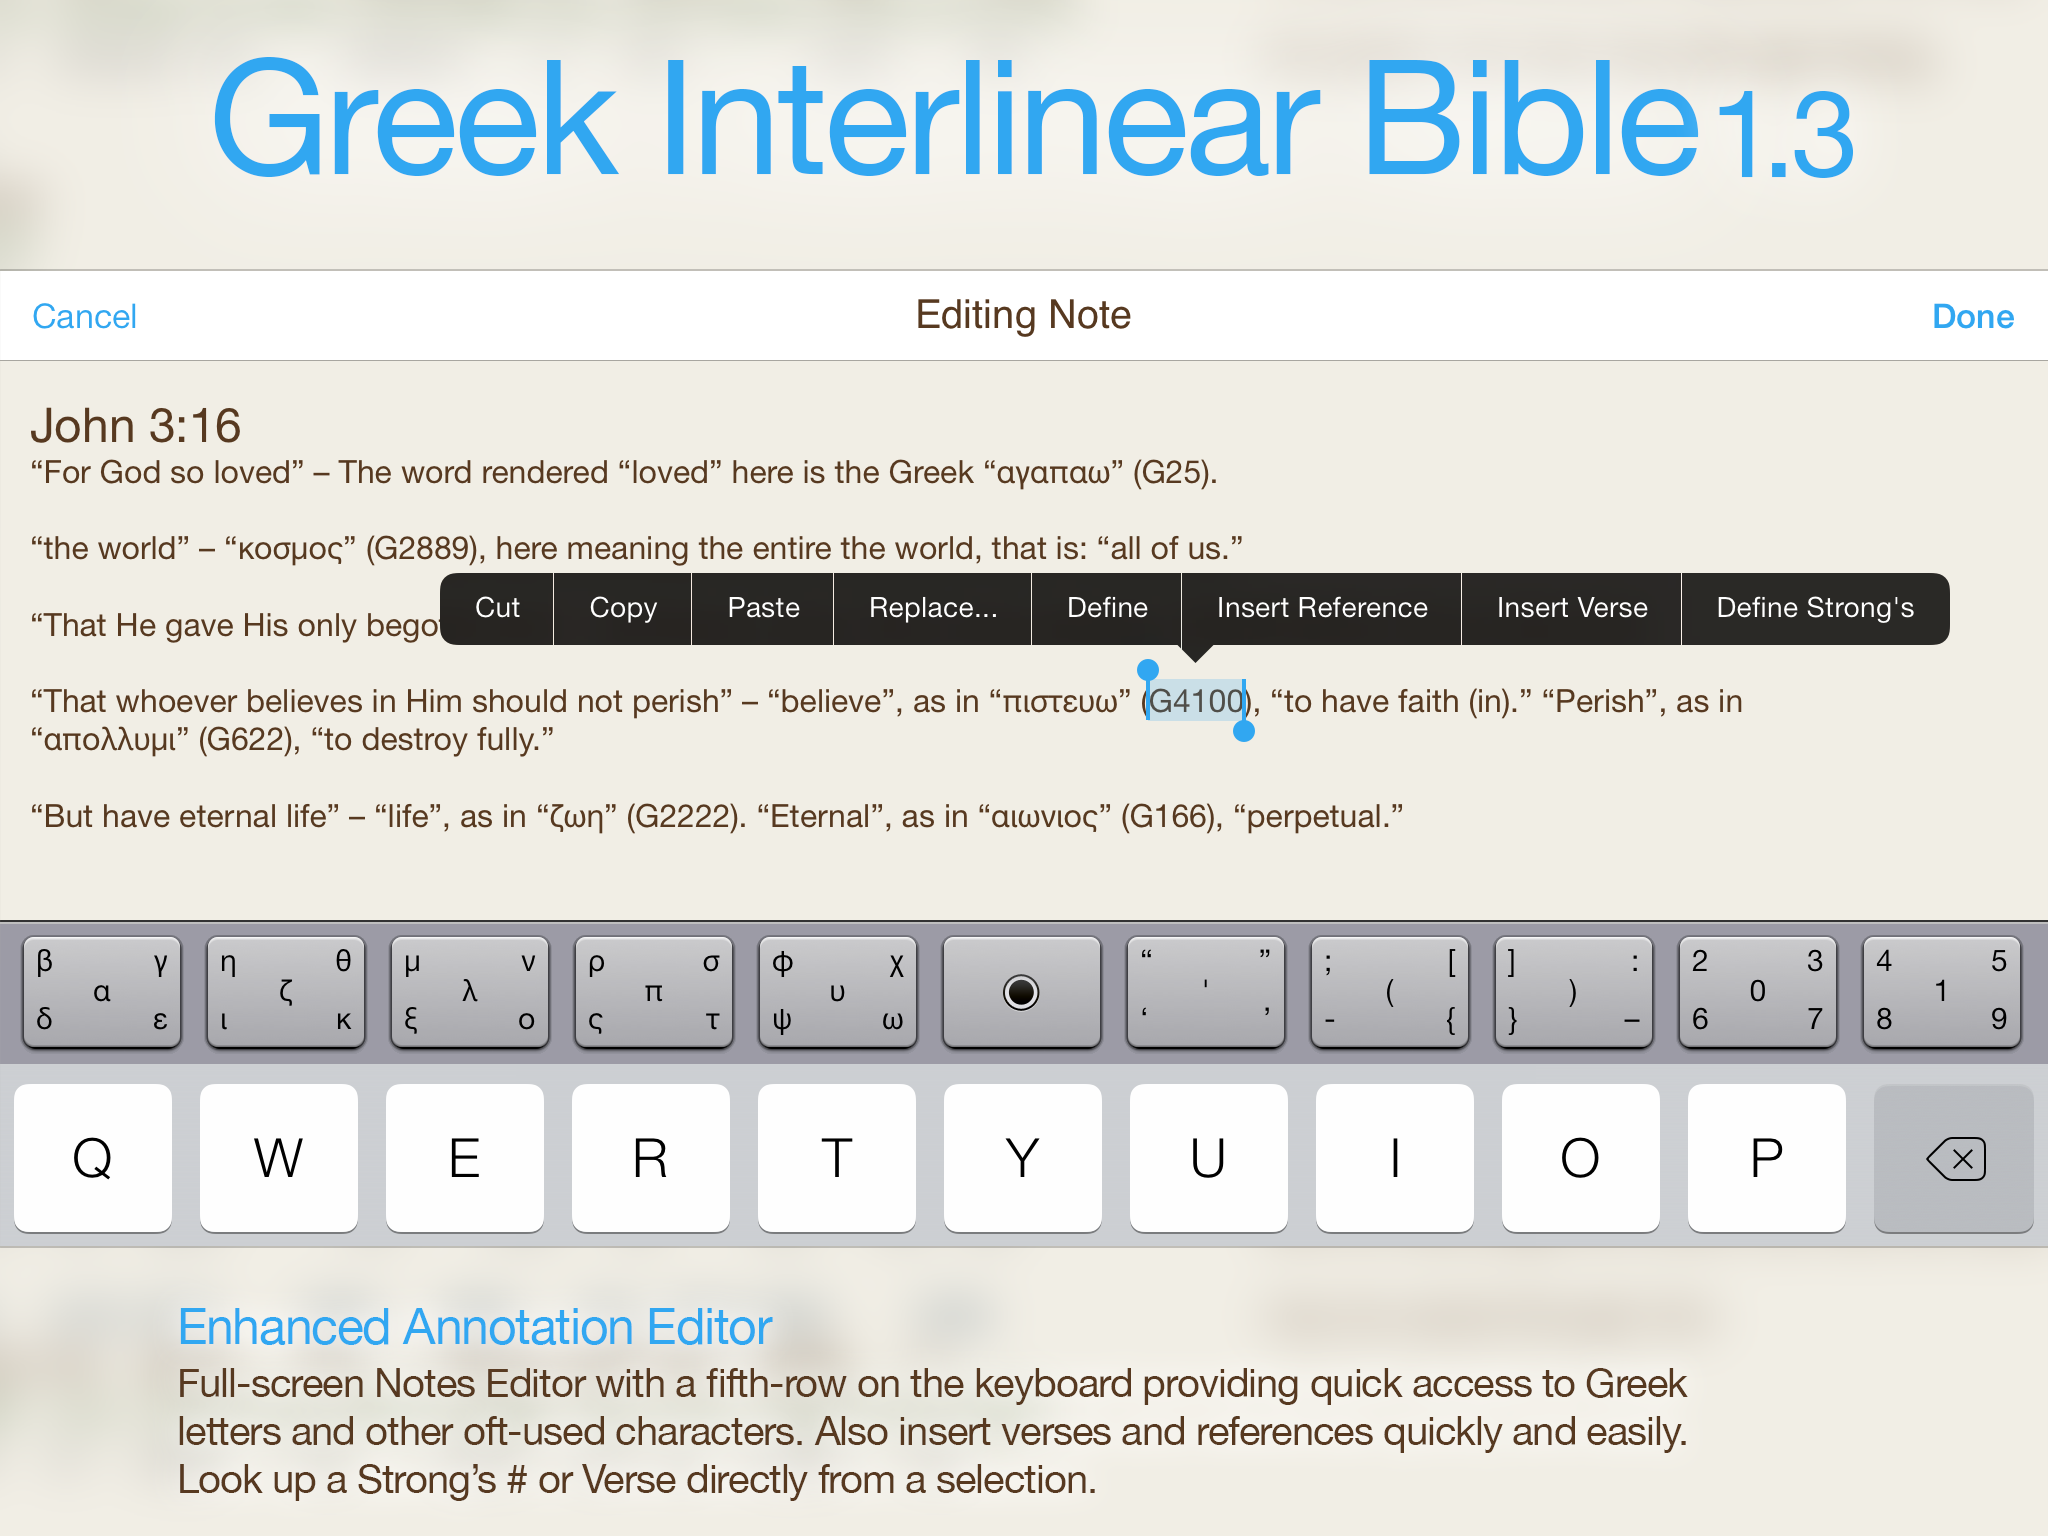 Greek Interlinear Bible 1.3
Cancel Editing Note Done
John 3:16
“For God so loved” – The word rendered “loved” here is the Greek “αγαπαω” (G25).
“the world” – “κοσμος” (G2889), here meaning the entire the world, that is: “all of us.”
Cut Copy Paste Replace... Define Insert Reference Insert Verse Define Strong's
“That He gave His only
“That whoever believes in Him should not perish” – “believe”, as in “πιστευω” (G4100), “to have faith (in).” “Perish”, as in
“απολλυμι” (G622), “to destroy fully.”
“But have eternal life” – “life”, as in “ζωη” (G2222). “Eternal”, as in “αιωνιος” (G166), “perpetual.”
β γ η θ μ ν ρ σ φ χ “ ” ; [ ] : 2 3 4 5
α ζ λ π υ ' ( ) 0 1
δ ε ι κ ξ ο ς τ ψ ω ‘ ’ - { } – 6 7 8 9
Q W E R T Y U I O P
Enhanced Annotation Editor
Full-screen Notes Editor with a fifth-row on the keyboard providing quick access to Greek
letters and other oft-used characters. Also insert verses and references quickly and easily.
Look up a Strong’s # or Verse directly from a selection.